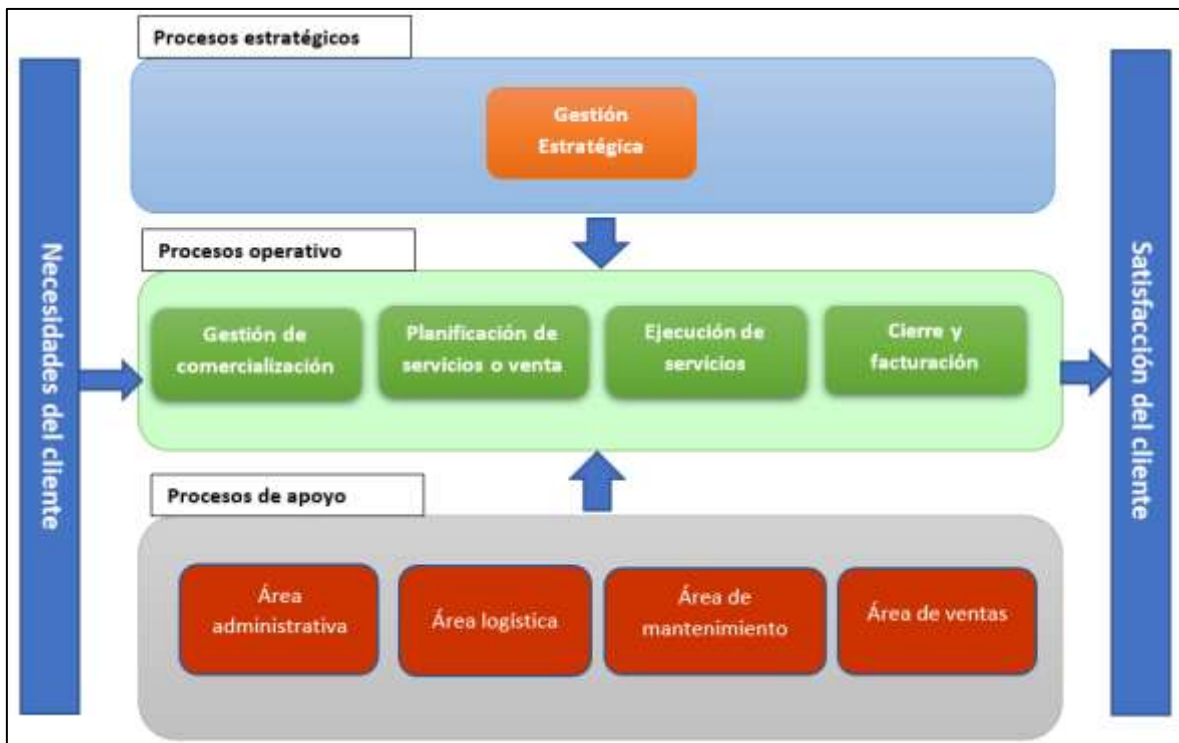 Procesos estratégicos
Gestión
Estratégica
Necesidades del cliente
Procesos operativo
Gestión de
comercialización
Planificación de
servicios o venta
Ejecución de
servicios
Cierre y
facturación
Satisfacción del cliente
Procesos de apoyo
Área
administrativa
Área logística
Área de
mantenimiento
Área de ventas